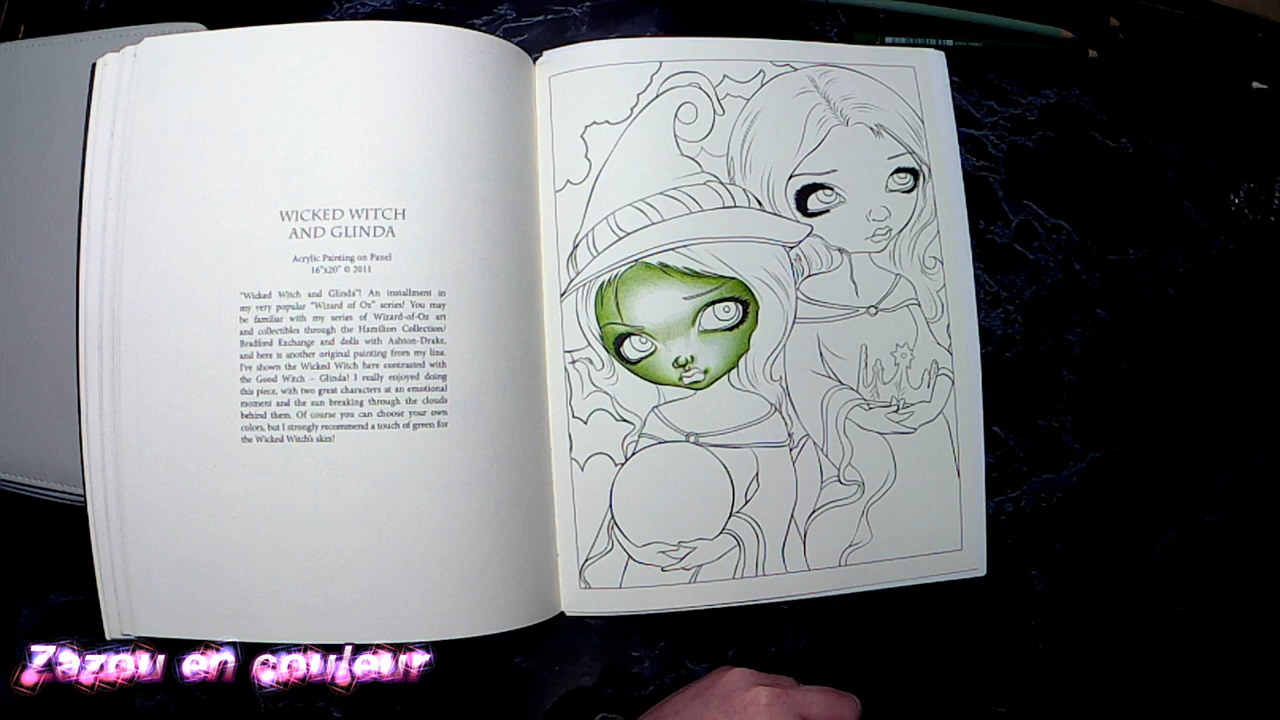 WICKED WITCH
AND GLINDA
Acrylic Painting on Panel
16"x20" © 2011
"Wicked Witch and Glinda"! An installment in
my very popular "Wizard of Oz" series! You may
be familiar with my series of Wizard-of-Oz art
and collectibles through the Hamilton Collection/
Bradford Exchange and dolls with Ashton-Drake,
and here is another original painting from my line.
I've shown the Wicked Witch here contrasted with
the Good Witch – Glinda! I really enjoyed doing
this piece, with two great characters at an emotional
moment and the sun breaking through the clouds
behind them. Of course you can choose your own
colors, but I strongly recommend a touch of green for
the Wicked Witch's skin!
Zazou en couleur